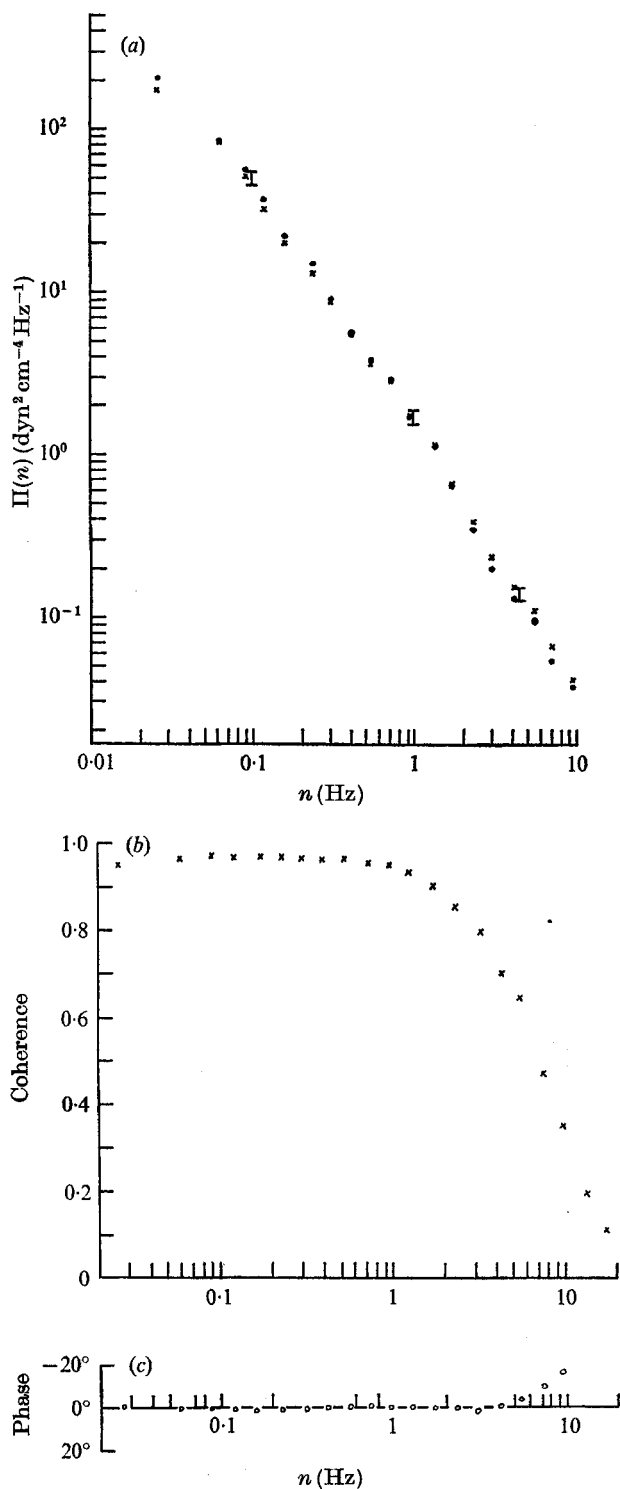 (a)
10²
10¹
10⁰
10⁻¹
Π(n) (dyn² cm⁻⁴ Hz⁻¹)
0·01 0·1 1 10
n (Hz)
(b)
1·0
0·8
0·6
0·4
0·2
0
Coherence
0·1 1 10
(c)
−20°
0°
20°
Phase
0·1 1 10
n (Hz)